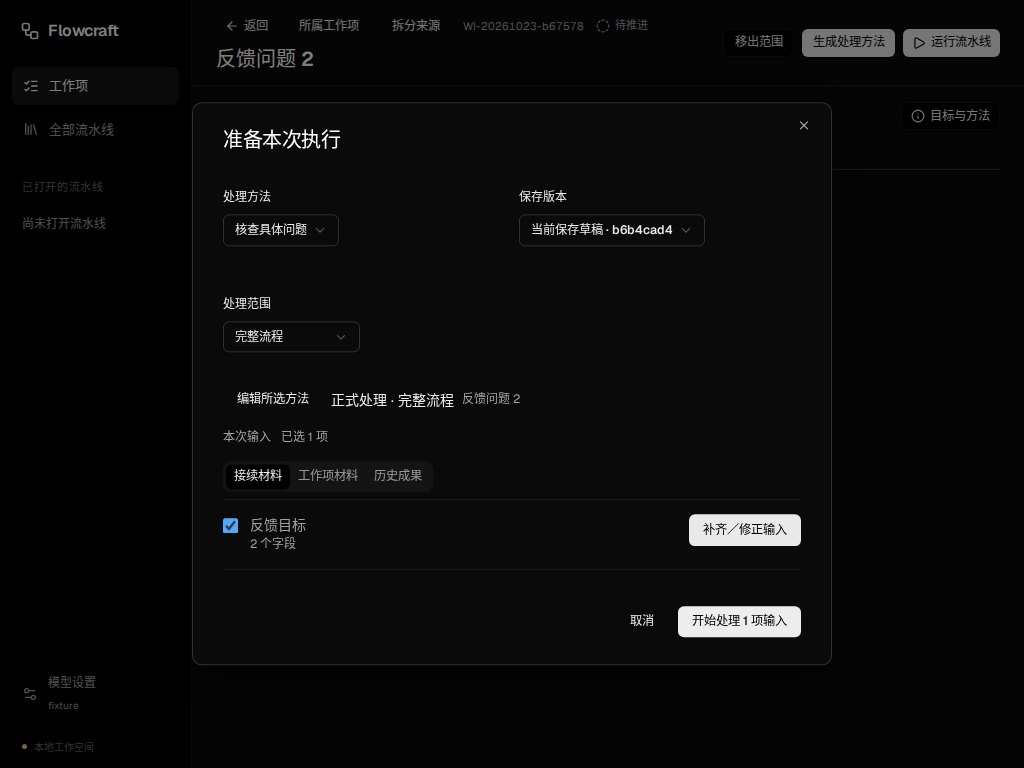 Flowcraft
工作项
全部流水线
已打开的流水线
尚未打开流水线
模型设置
fixture
本地工作空间
返回 所属工作项 拆分来源 WI-20261023-b67578 待推进
反馈问题 2
移出范围 生成处理方法 运行流水线
目标与方法
准备本次执行
处理方法 保存版本
核查具体问题 当前保存草稿 · b6b4cad4
处理范围
完整流程
编辑所选方法 正式处理 · 完整流程 反馈问题 2
本次输入 已选 1 项
接续材料 工作项材料 历史成果
反馈目标
2 个字段
补齐／修正输入
取消 开始处理 1 项输入